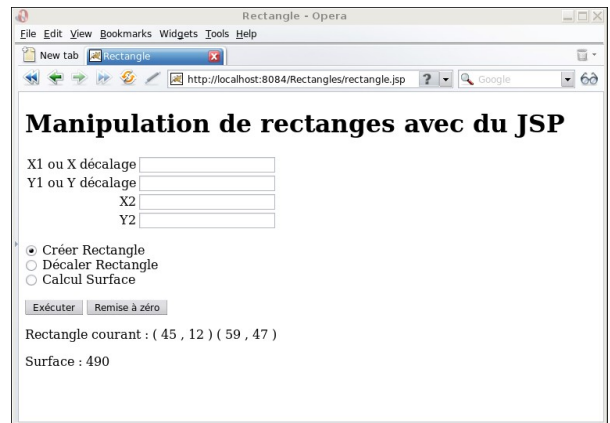 Rectangle - Opera
File Edit View Bookmarks Widgets Tools Help
New tab Rectangle
http://localhost:8084/Rectangles/rectangle.jsp ? Google
Manipulation de rectanges avec du JSP
X1 ou X décalage
Y1 ou Y décalage
X2
Y2
Créer Rectangle
Décaler Rectangle
Calcul Surface
Exécuter Remise à zéro
Rectangle courant : ( 45 , 12 ) ( 59 , 47 )
Surface : 490